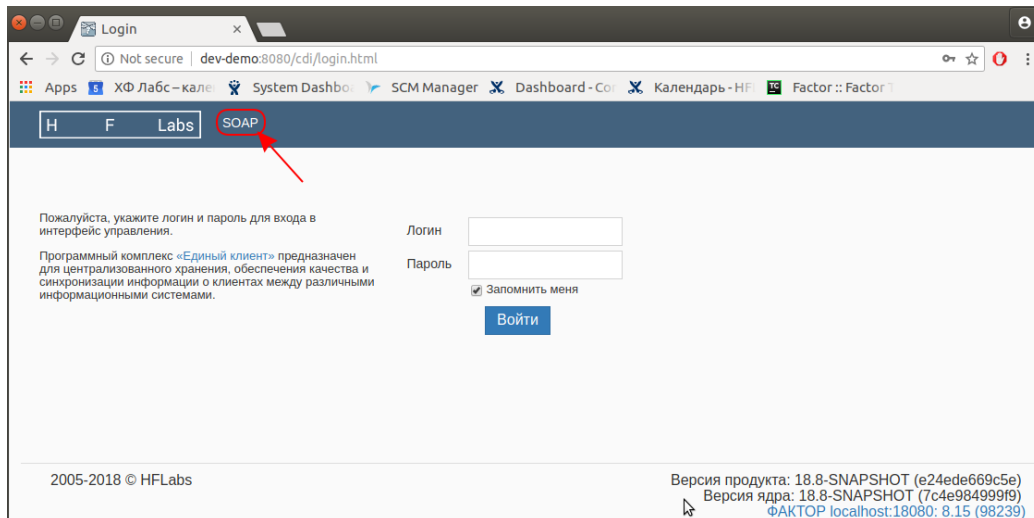 Login
Not secure | dev-demo:8080/cdi/login.html
Apps 5 ХФ Лабс – кале System Dashbo SCM Manager Dashboard - Co Календарь - HF Factor :: Factor
H F Labs SOAP
Пожалуйста, укажите логин и пароль для входа в
интерфейс управления.
Программный комплекс «Единый клиент» предназначен
для централизованного хранения, обеспечения качества и
синхронизации информации о клиентах между различными
информационными системами.
Логин
Пароль
Запомнить меня
Войти
2005-2018 © HFLabs
Версия продукта: 18.8-SNAPSHOT (e24ede669c5e)
Версия ядра: 18.8-SNAPSHOT (7c4e984999f9)
ФАКТОР localhost:18080: 8.15 (98239)